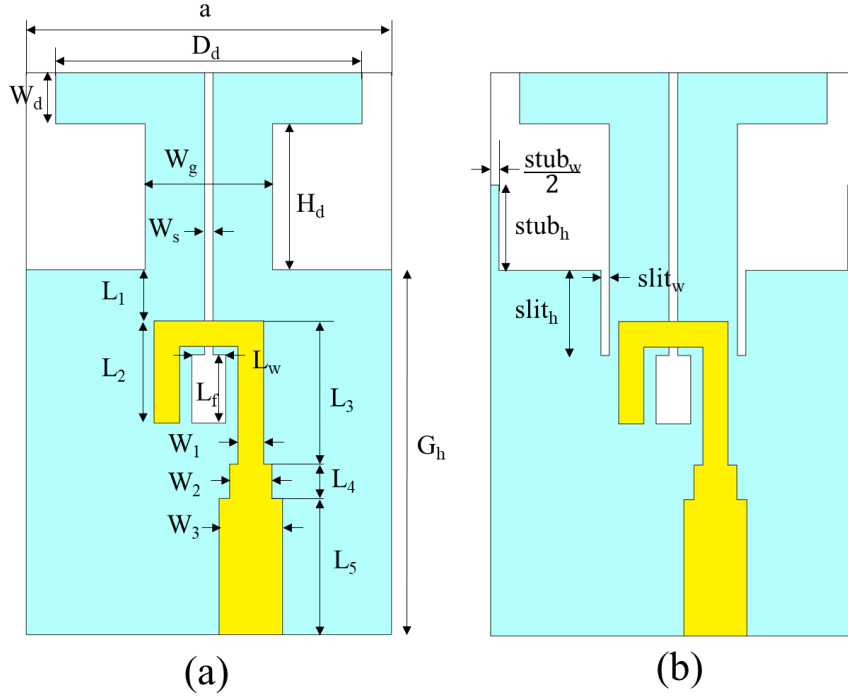 a
D_d
W_d
W_g
H_d
W_s
L_1
L_2
L_w
L_f
L_3
W_1
W_2
L_4
W_3
L_5
G_h
(a)
stub_w
2
stub_h
slit_w
slit_h
(b)